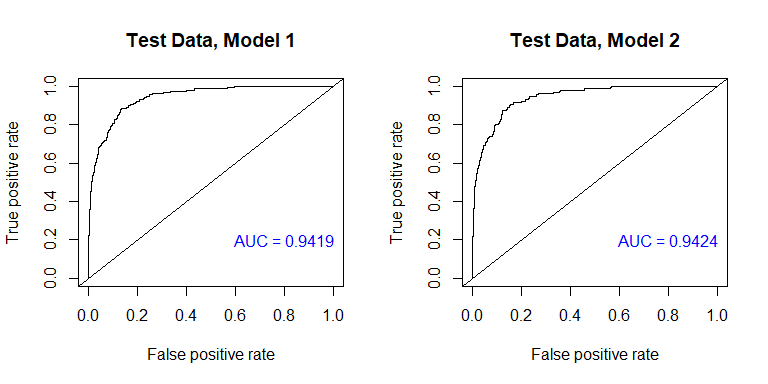 Test Data, Model 1
True positive rate
1.0
0.8
0.6
0.4
0.2
0.0
AUC = 0.9419
0.0 0.2 0.4 0.6 0.8 1.0
False positive rate
Test Data, Model 2
True positive rate
1.0
0.8
0.6
0.4
0.2
0.0
AUC = 0.9424
0.0 0.2 0.4 0.6 0.8 1.0
False positive rate